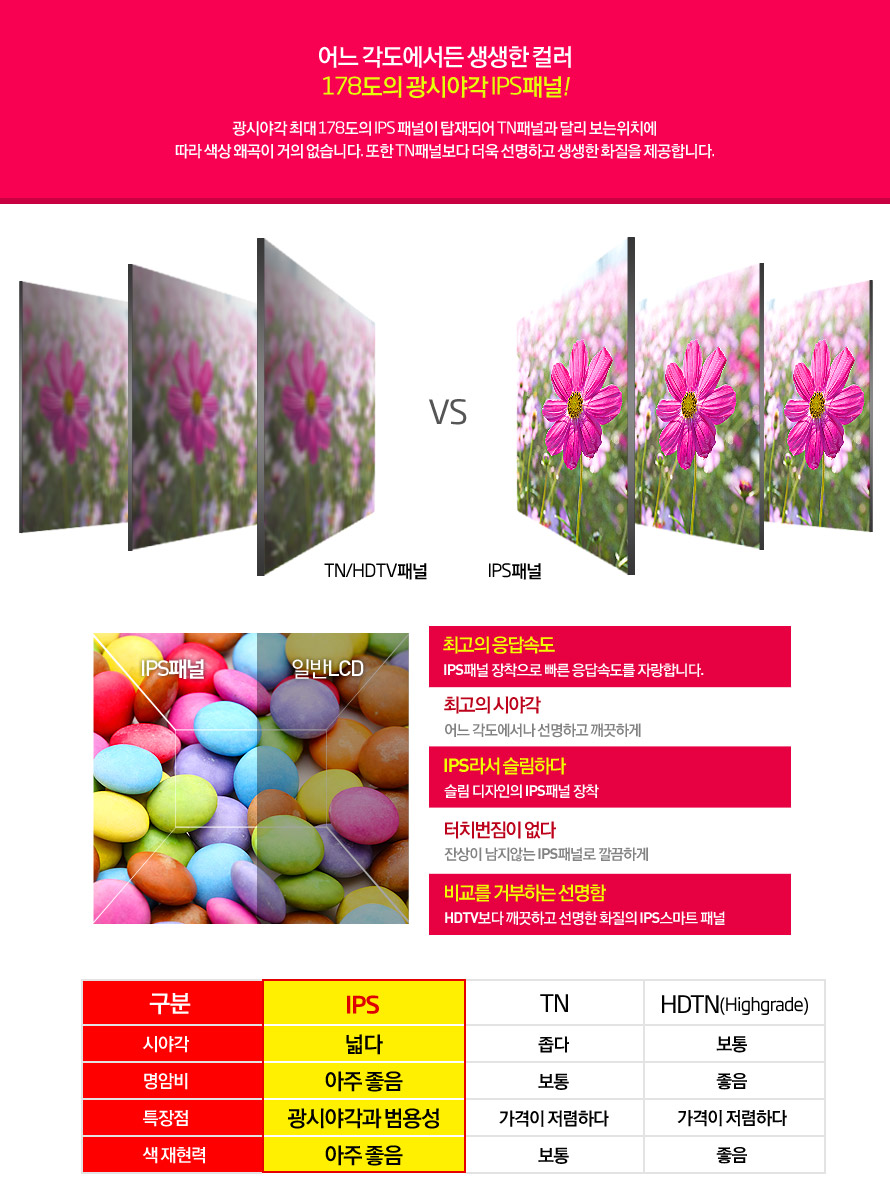 어느 각도에서든 생생한 컬러
178도의 광시야각 IPS패널!
광시야각 최대 178도의 IPS 패널이 탑재되어 TN패널과 달리 보는위치에
따라 색상 왜곡이 거의 없습니다. 또한 TN패널보다 더욱 선명하고 생생한 화질을 제공합니다.
VS
TN/HDTV패널
IPS패널
IPS패널
일반LCD
최고의 응답속도
IPS패널 장착으로 빠른 응답속도를 자랑합니다.
최고의 시야각
어느 각도에서나 선명하고 깨끗하게
IPS라서 슬림하다
슬림 디자인의 IPS패널 장착
터치번짐이 없다
잔상이 남지않는 IPS패널로 깔끔하게
비교를 거부하는 선명함
HDTV보다 깨끗하고 선명한 화질의 IPS스마트 패널
구분 IPS TN HDTN(Highgrade)
시야각 넓다 좁다 보통
명암비 아주 좋음 보통 좋음
특장점 광시야각과 범용성 가격이 저렴하다 가격이 저렴하다
색 재현력 아주 좋음 보통 좋음